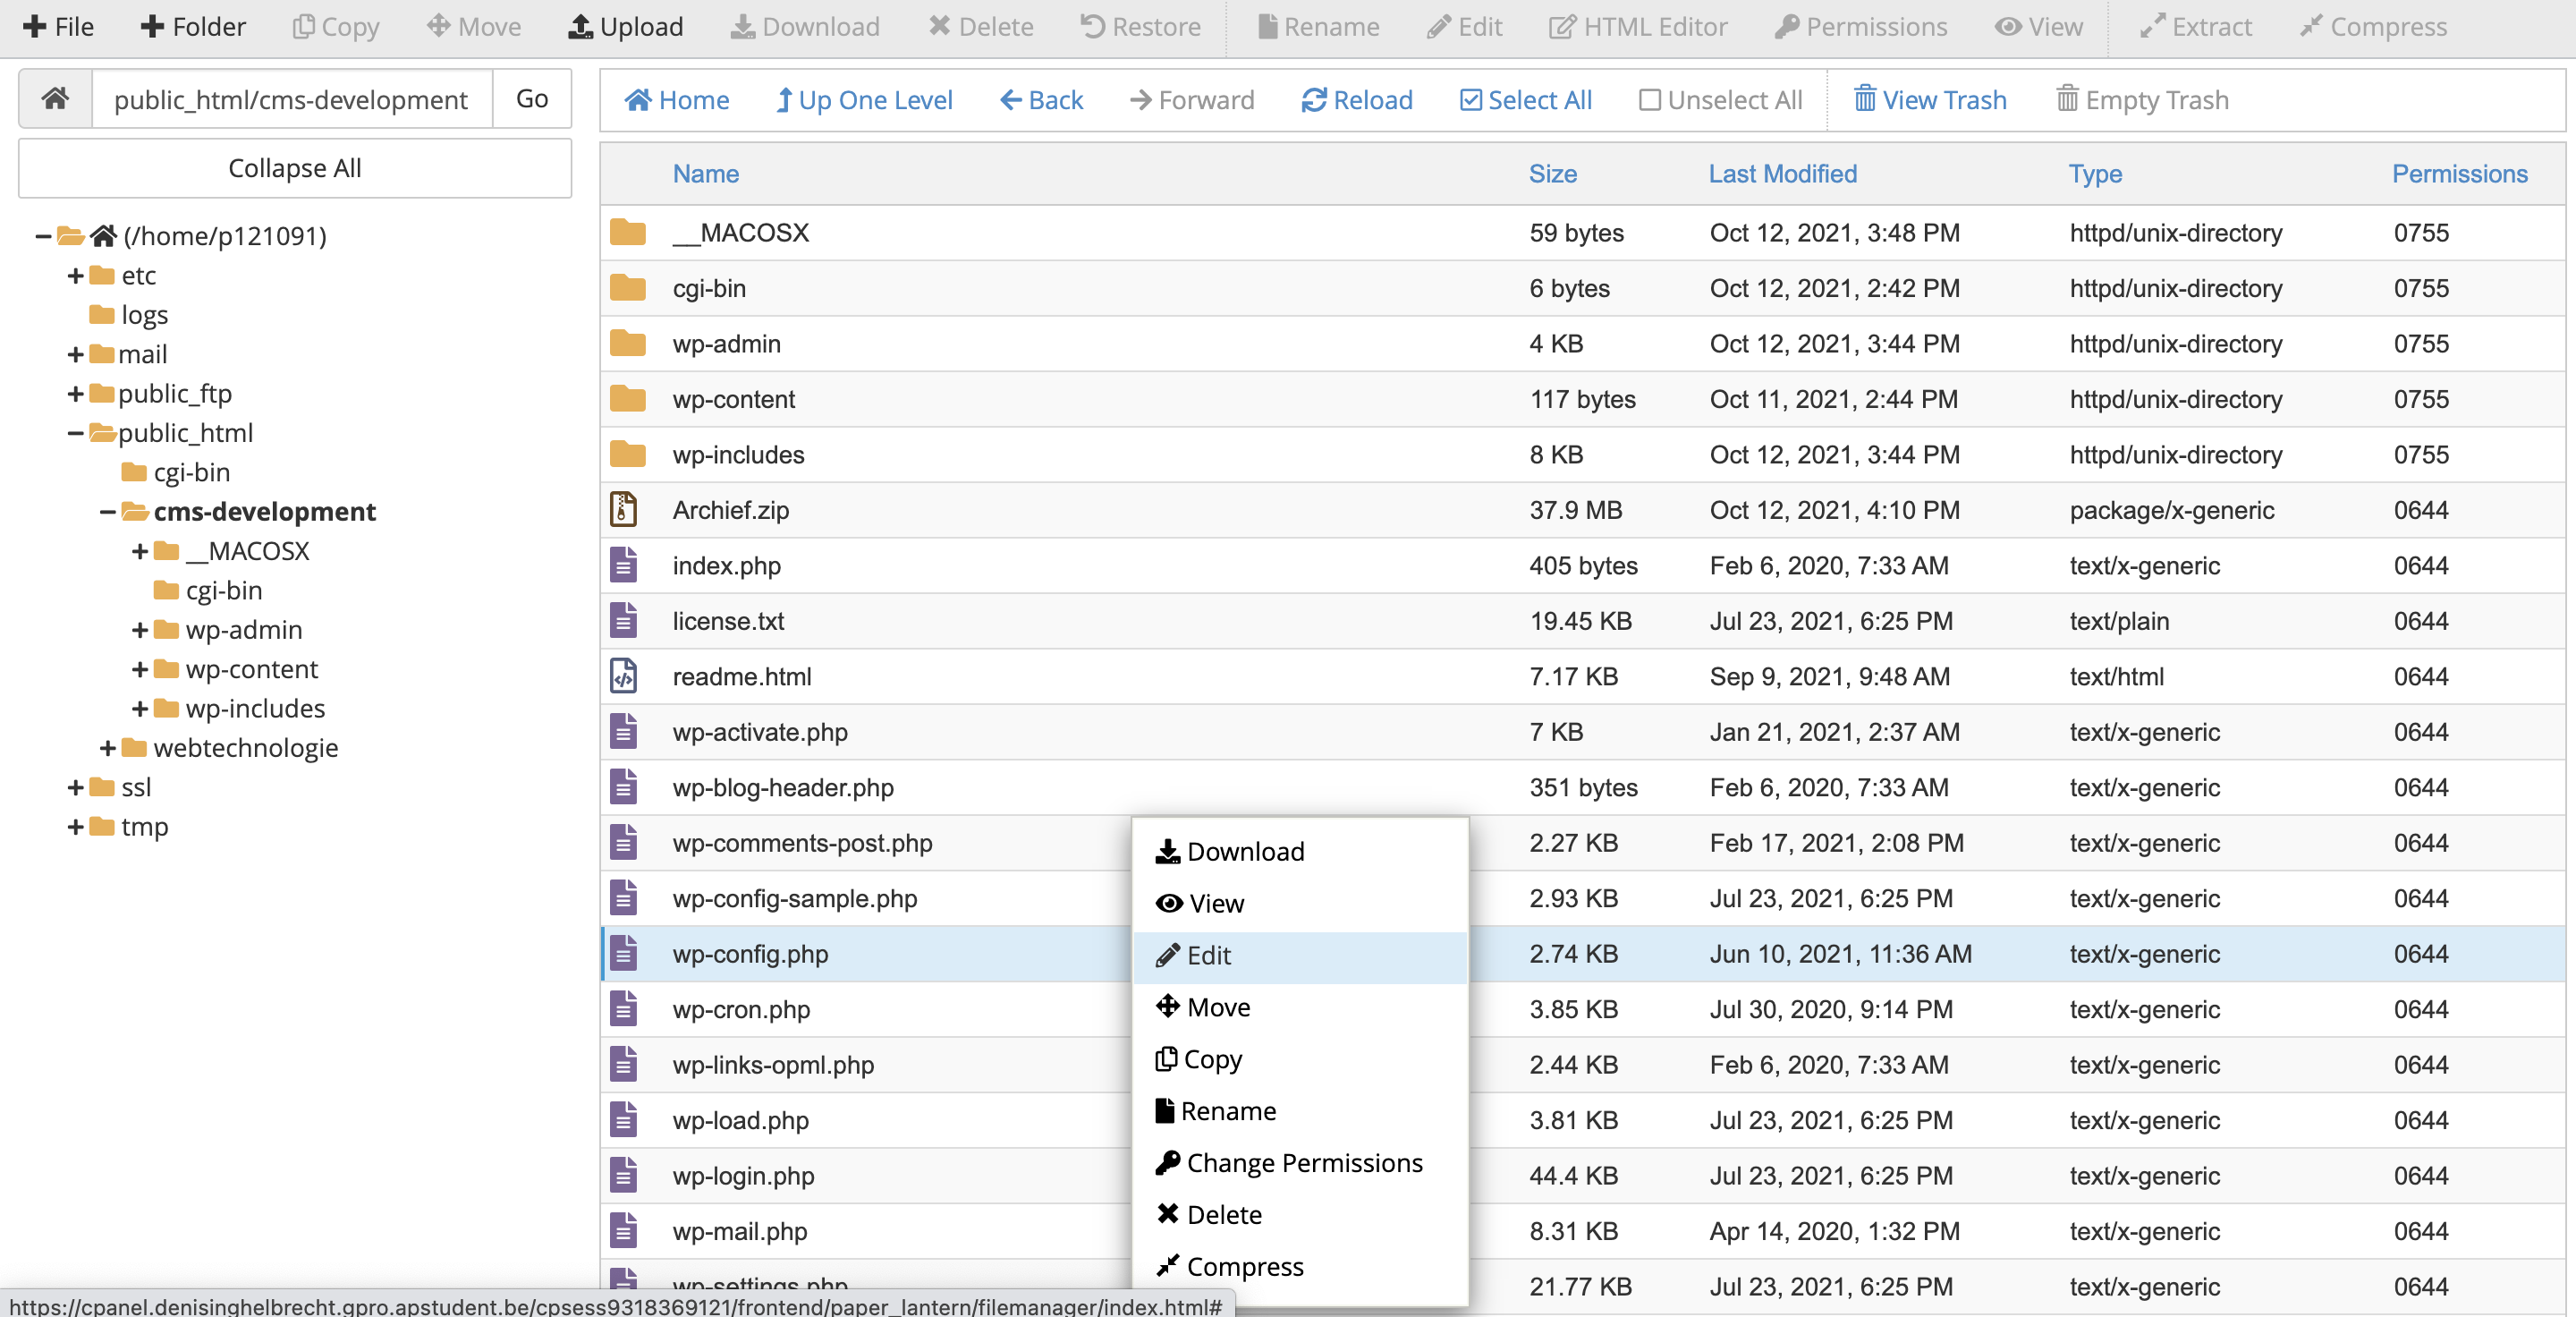 File Folder Copy Move Upload Download Delete Restore Rename Edit HTML Editor Permissions View Extract Compress
public_html/cms-development Go
Home Up One Level Back Forward Reload Select All Unselect All View Trash Empty Trash
Collapse All
(/home/p121091)
etc
logs
mail
public_ftp
public_html
cgi-bin
cms-development
__MACOSX
cgi-bin
wp-admin
wp-content
wp-includes
webtechnologie
ssl
tmp
Name Size Last Modified Type Permissions
__MACOSX 59 bytes Oct 12, 2021, 3:48 PM httpd/unix-directory 0755
cgi-bin 6 bytes Oct 12, 2021, 2:42 PM httpd/unix-directory 0755
wp-admin 4 KB Oct 12, 2021, 3:44 PM httpd/unix-directory 0755
wp-content 117 bytes Oct 11, 2021, 2:44 PM httpd/unix-directory 0755
wp-includes 8 KB Oct 12, 2021, 3:44 PM httpd/unix-directory 0755
Archief.zip 37.9 MB Oct 12, 2021, 4:10 PM package/x-generic 0644
index.php 405 bytes Feb 6, 2020, 7:33 AM text/x-generic 0644
license.txt 19.45 KB Jul 23, 2021, 6:25 PM text/plain 0644
readme.html 7.17 KB Sep 9, 2021, 9:48 AM text/html 0644
wp-activate.php 7 KB Jan 21, 2021, 2:37 AM text/x-generic 0644
wp-blog-header.php 351 bytes Feb 6, 2020, 7:33 AM text/x-generic 0644
wp-comments-post.php 2.27 KB Feb 17, 2021, 2:08 PM text/x-generic 0644
wp-config-sample.php 2.93 KB Jul 23, 2021, 6:25 PM text/x-generic 0644
wp-config.php 2.74 KB Jun 10, 2021, 11:36 AM text/x-generic 0644
wp-cron.php 3.85 KB Jul 30, 2020, 9:14 PM text/x-generic 0644
wp-links-opml.php 2.44 KB Feb 6, 2020, 7:33 AM text/x-generic 0644
wp-load.php 3.81 KB Jul 23, 2021, 6:25 PM text/x-generic 0644
wp-login.php 44.4 KB Jul 23, 2021, 6:25 PM text/x-generic 0644
wp-mail.php 8.31 KB Apr 14, 2020, 1:32 PM text/x-generic 0644
wp-settings.php 21.77 KB Jul 23, 2021, 6:25 PM text/x-generic 0644
Download
View
Edit
Move
Copy
Rename
Change Permissions
Delete
Compress
https://cpanel.denisinghelbrecht.gpro.apstudent.be/cpsess9318369121/frontend/paper_lantern/filemanager/index.html#